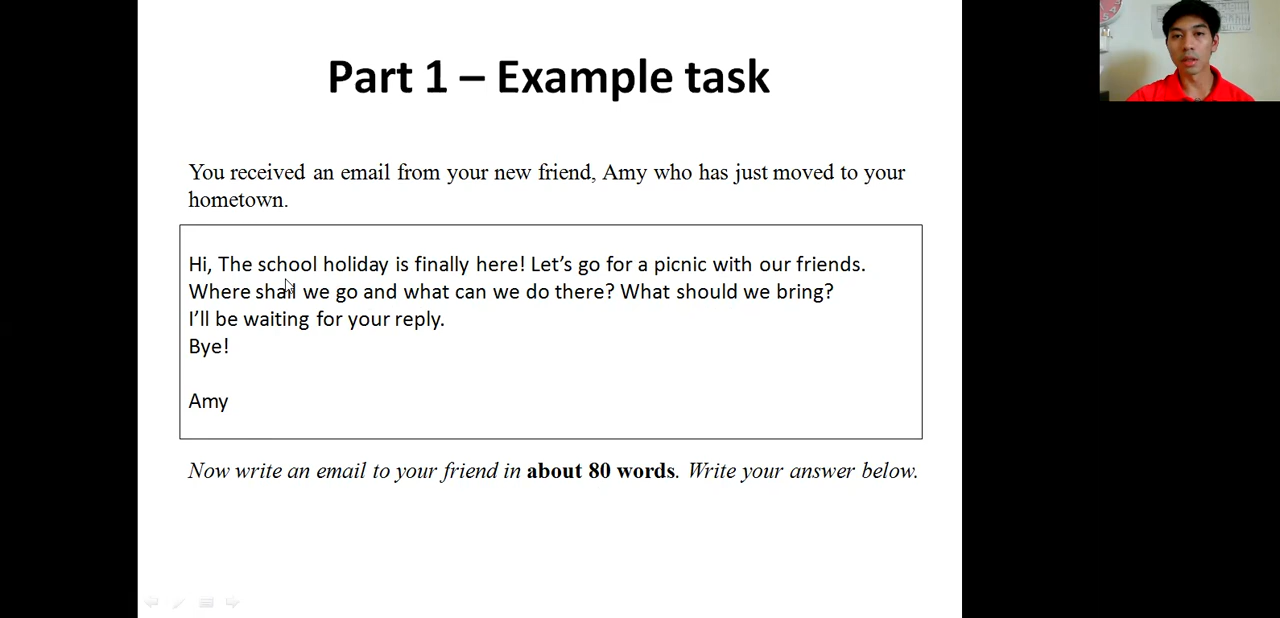 Part 1 – Example task
You received an email from your new friend, Amy who has just moved to your
hometown.
Hi, The school holiday is finally here! Let’s go for a picnic with our friends.
Where shall we go and what can we do there? What should we bring?
I’ll be waiting for your reply.
Bye!
Amy
Now write an email to your friend in about 80 words. Write your answer below.